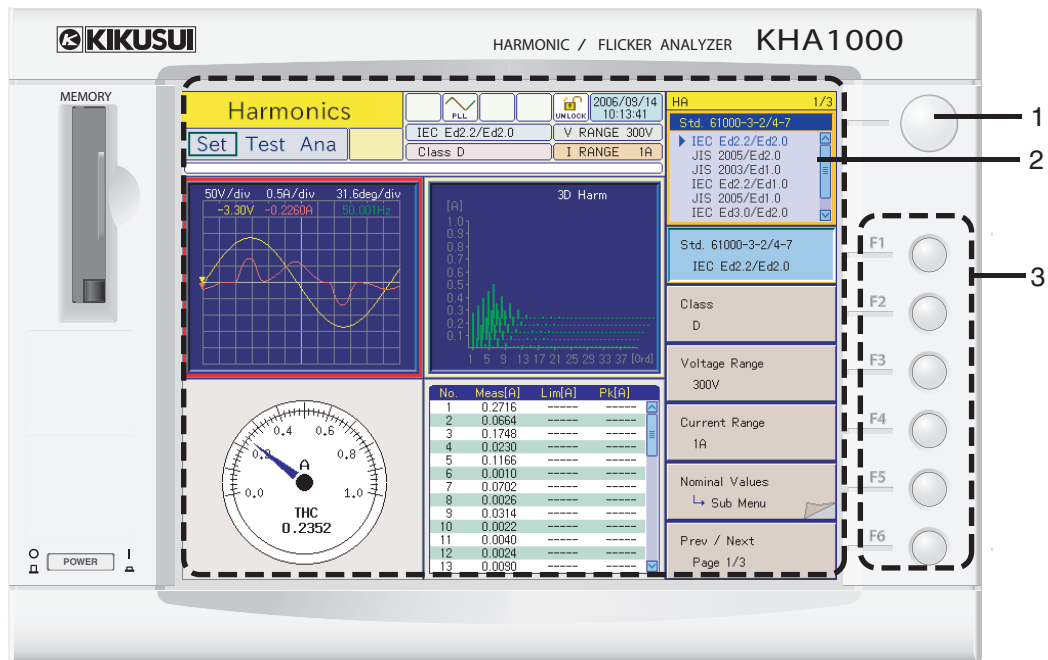 KIKUSUI
HARMONIC / FLICKER ANALYZER KHA1000
MEMORY
Harmonics
PLL
UNLOCK
2006/09/14
10:13:41
Set Test Ana
IEC Ed2.2/Ed2.0
V RANGE 300V
Class D
I RANGE 1A
HA 1/3
Std. 61000-3-2/4-7
IEC Ed2.2/Ed2.0
JIS 2005/Ed2.0
JIS 2003/Ed1.0
IEC Ed2.2/Ed1.0
JIS 2005/Ed1.0
IEC Ed3.0/Ed2.0
1
2
3
50V/div 0.5A/div 31.6deg/div
-3.30V -0.2260A 50.001Hz
3D Harm
[A]
1.0
0.9
0.8
0.7
0.6
0.5
0.4
0.3
0.2
0.1
1 5 9 13 17 21 25 29 33 37 [Ord]
Std. 61000-3-2/4-7
IEC Ed2.2/Ed2.0
F1
Class
D
F2
Voltage Range
300V
F3
Current Range
1A
F4
Nominal Values
Sub Menu
F5
Prev / Next
Page 1/3
F6
0.0
0.2
0.4
0.6
0.8
1.0
A
THC
0.2352
No. Meas[A] Lim[A] Pk[A]
1 0.2716 ----- -----
2 0.0664 ----- -----
3 0.1748 ----- -----
4 0.0230 ----- -----
5 0.1166 ----- -----
6 0.0010 ----- -----
7 0.0702 ----- -----
8 0.0026 ----- -----
9 0.0314 ----- -----
10 0.0022 ----- -----
11 0.0040 ----- -----
12 0.0024 ----- -----
13 0.0090 ----- -----
POWER